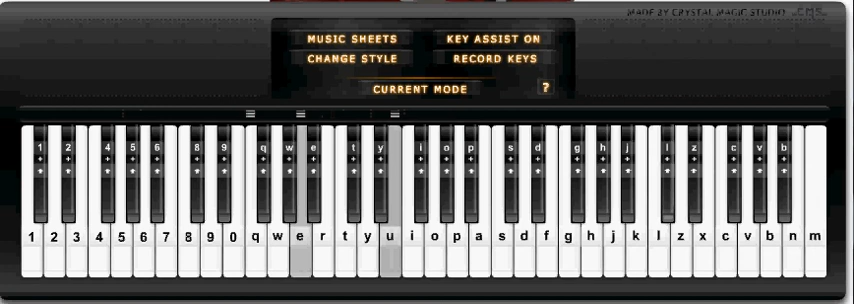 MADE BY CRYSTAL MAGIC STUDIO .CMS.
MUSIC SHEETS KEY ASSIST ON
CHANGE STYLE RECORD KEYS
CURRENT MODE ?
1 2 4 5 6 8 9 q w e t y i o p s d g h j l z c v b
+ + + + + + + + + + + + + + + + + + + + + + + + +
1 2 3 4 5 6 7 8 9 0 q w e r t y u i o p a s d f g h j k l z x c v b n m